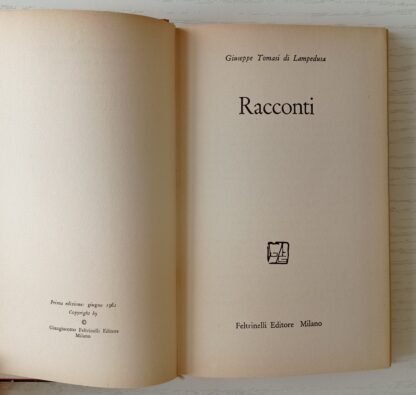 Prima edizione: giugno 1961
Copyright by
©
Giangiacomo Feltrinelli Editore
Milano
Giuseppe Tomasi di Lampedusa
Racconti
Feltrinelli Editore Milano